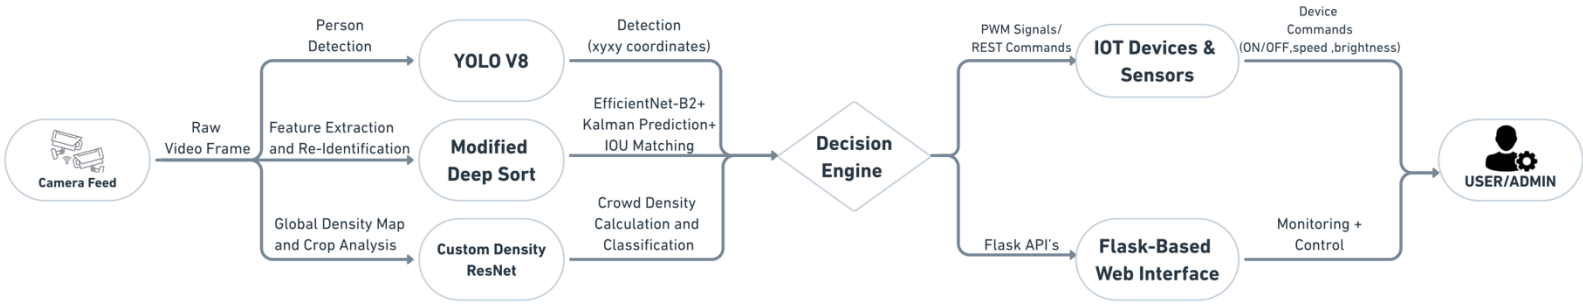 Camera Feed
Raw
Video Frame
Person
Detection
Feature Extraction
and Re-Identification
Global Density Map
and Crop Analysis
YOLO V8
Modified
Deep Sort
Custom Density
ResNet
Detection
(xyxy coordinates)
EfficientNet-B2+
Kalman Prediction+
IOU Matching
Crowd Density
Calculation and
Classification
Decision
Engine
PWM Signals/
REST Commands
Flask API's
IOT Devices &
Sensors
Flask-Based
Web Interface
Device
Commands
(ON/OFF,speed ,brightness)
Monitoring +
Control
USER/ADMIN